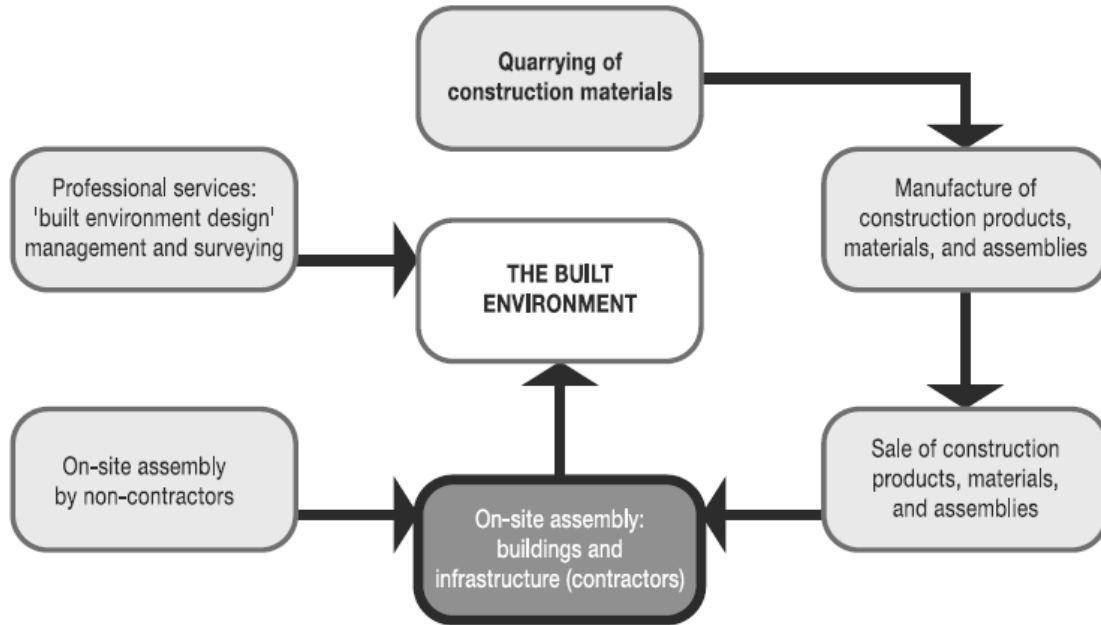 Quarrying of
construction materials
Professional services:
'built environment design'
management and surveying
Manufacture of
construction products,
materials, and assemblies
THE BUILT
ENVIRONMENT
On-site assembly
by non-contractors
On-site assembly:
buildings and
infrastructure (contractors)
Sale of construction
products, materials,
and assemblies